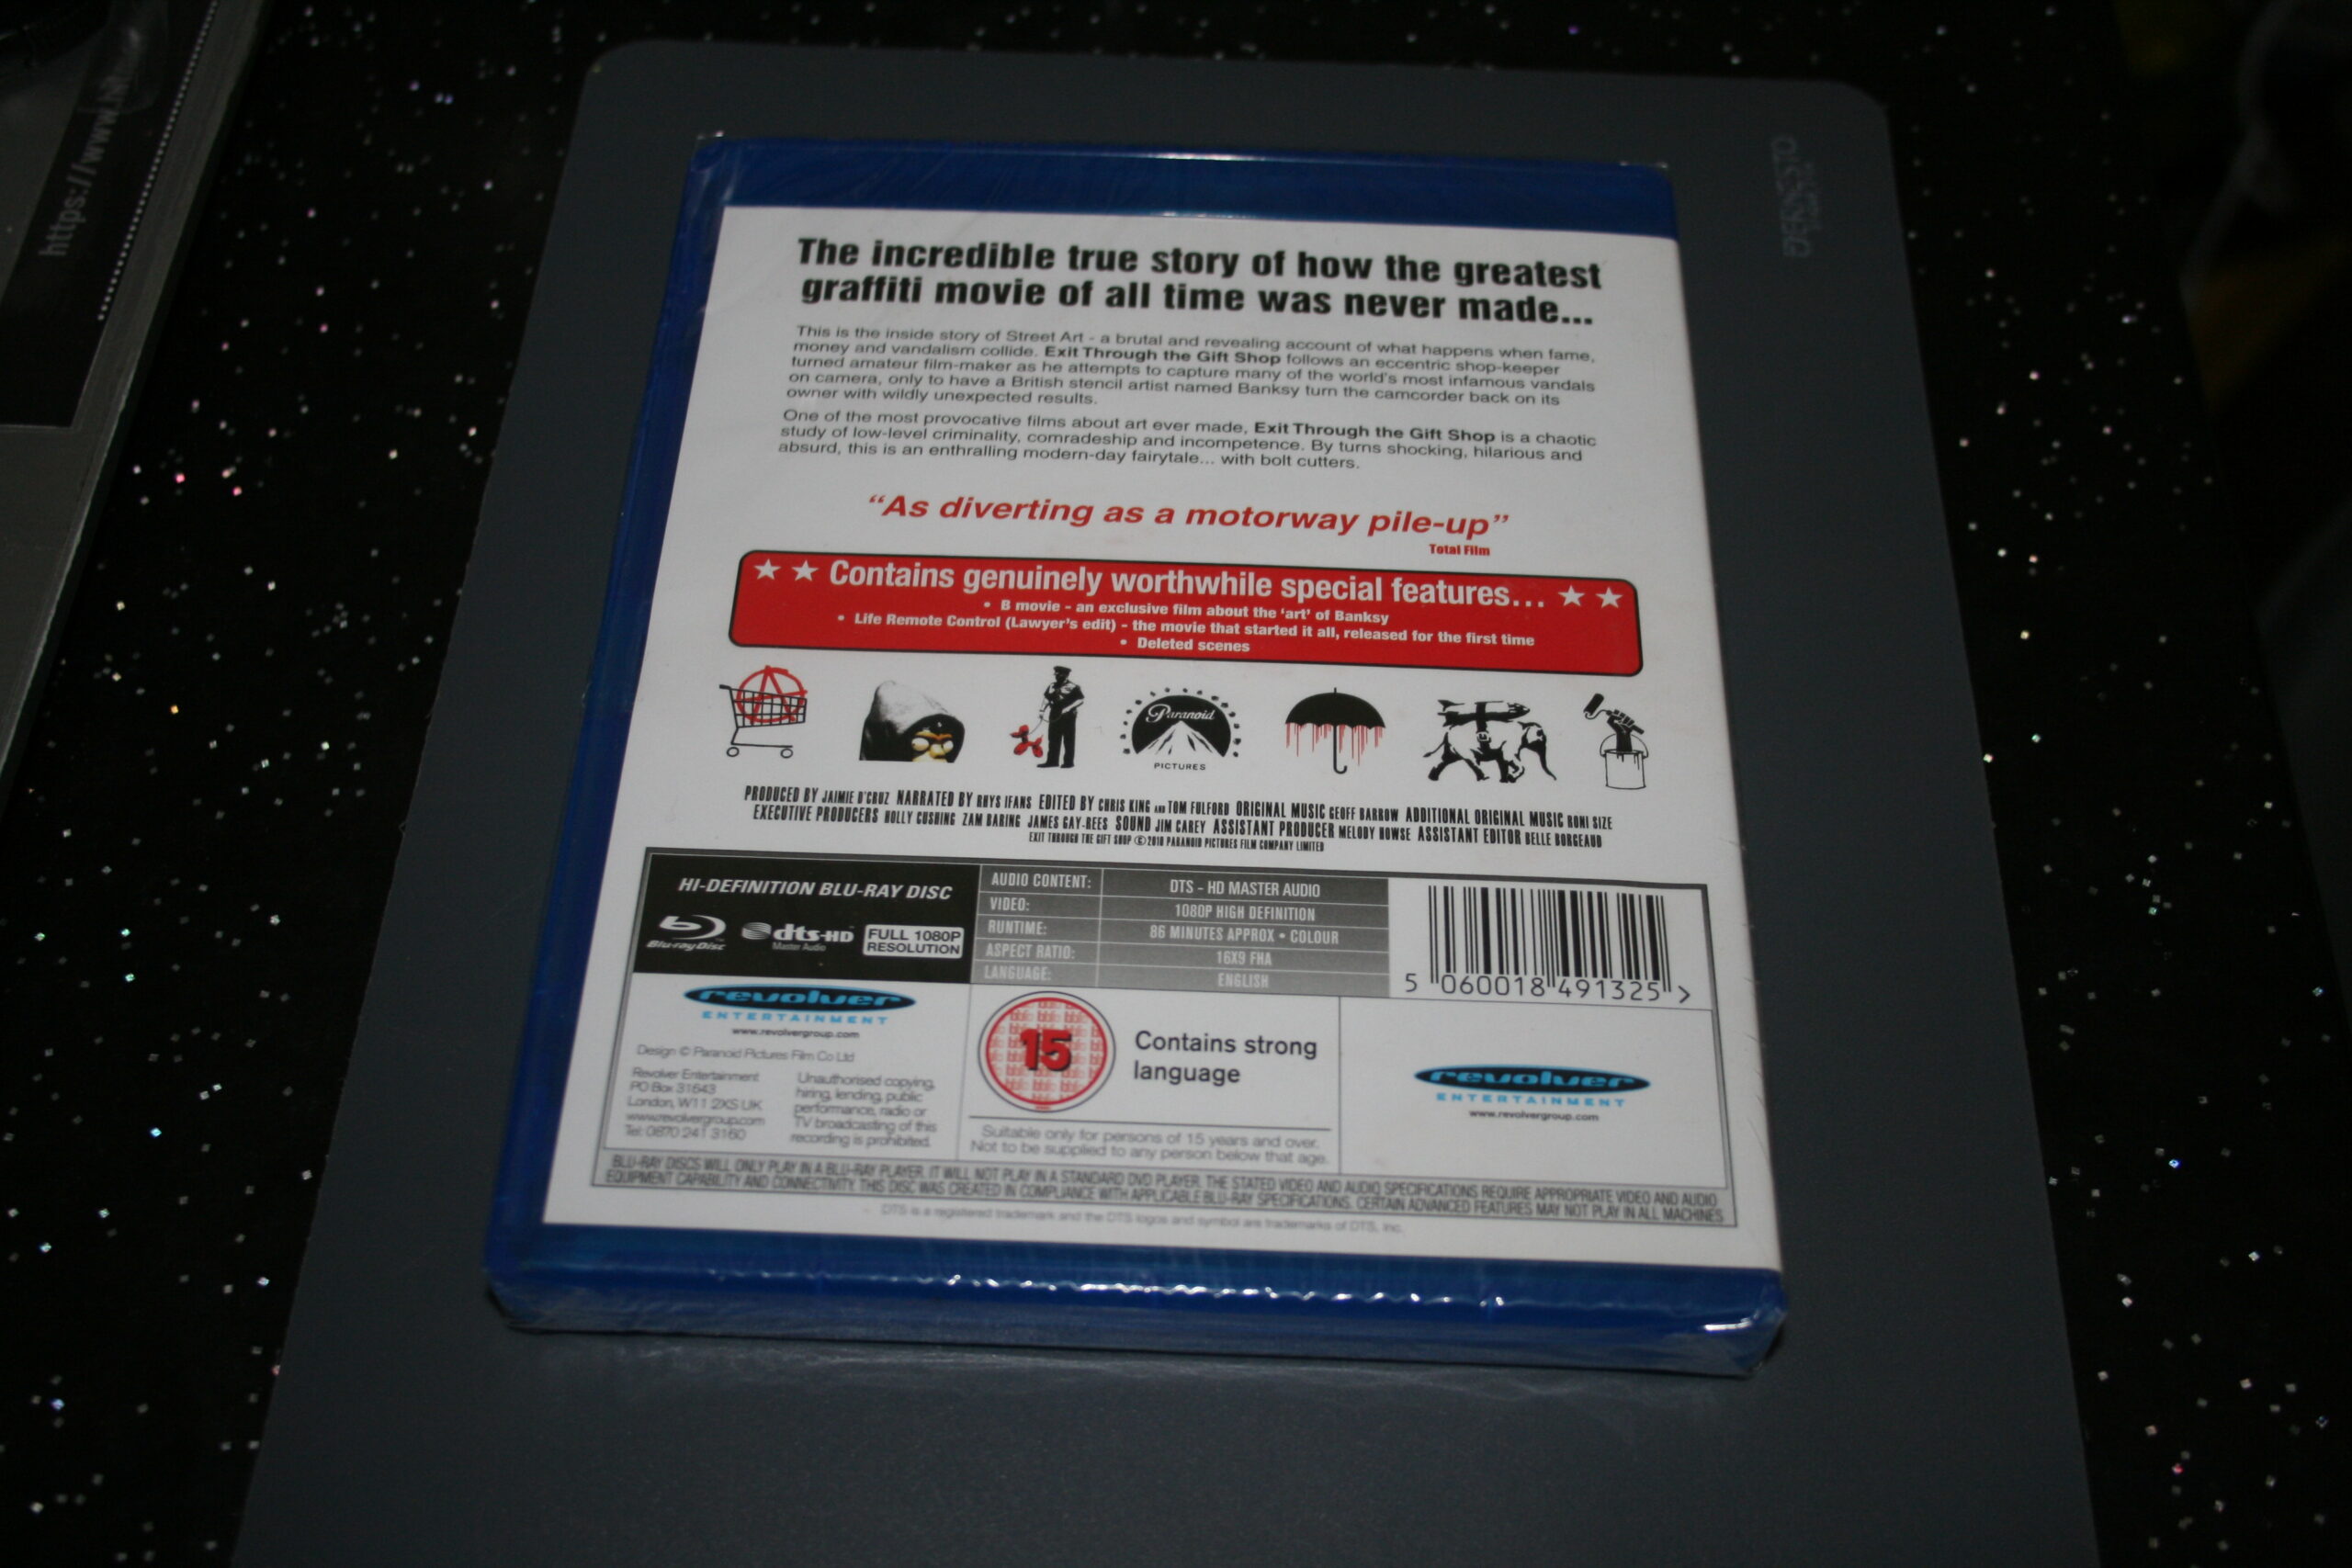 https://www.
The incredible true story of how the greatest
graffiti movie of all time was never made...
This is the inside story of Street Art - a brutal and revealing account of what happens when fame,
money and vandalism collide. Exit Through the Gift Shop follows an eccentric shop-keeper
turned amateur film-maker as he attempts to capture many of the world's most infamous vandals
on camera, only to have a British stencil artist named Banksy turn the camcorder back on its
owner with wildly unexpected results.
One of the most provocative films about art ever made, Exit Through the Gift Shop is a chaotic
study of low-level criminality, comradeship and incompetence. By turns shocking, hilarious and
absurd, this is an enthralling modern-day fairytale... with bolt cutters.
“As diverting as a motorway pile-up”
Total Film
★ ★ Contains genuinely worthwhile special features... ★ ★
• B movie - an exclusive film about the ‘art’ of Banksy
• Life Remote Control (Lawyer's edit) - the movie that started it all, released for the first time
• Deleted scenes
Paranoid
PICTURES
PRODUCED BY JAIMIE D'CRUZ NARRATED BY RHYS IFANS EDITED BY CHRIS KING AND TOM FULFORD ORIGINAL MUSIC GEOFF BARROW ADDITIONAL ORIGINAL MUSIC RONI SIZE
EXECUTIVE PRODUCERS HOLLY CUSHING ZAM BARING JAMES GAY-REES SOUND JIM CAREY ASSISTANT PRODUCER MELODY HOWSE ASSISTANT EDITOR BELLE BORGEAUD
EXIT THROUGH THE GIFT SHOP ©2010 PARANOID PICTURES FILM COMPANY LIMITED
HI-DEFINITION BLU-RAY DISC
Blu-ray Disc
dts-HD
Master Audio
FULL 1080P
RESOLUTION
AUDIO CONTENT: DTS - HD MASTER AUDIO
VIDEO: 1080P HIGH DEFINITION
RUNTIME: 86 MINUTES APPROX • COLOUR
ASPECT RATIO: 16X9 FHA
LANGUAGE: ENGLISH
5 060018 491325 >
revolver
ENTERTAINMENT
www.revolvergroup.com
Design © Paranoid Pictures Film Co Ltd
Revolver Entertainment
PO Box 31643
London, W11 2XS UK
www.revolvergroup.com
Tel: 0870 241 3160
Unauthorised copying,
hiring, lending, public
performance, radio or
TV broadcasting of this
recording is prohibited.
15
Contains strong
language
Suitable only for persons of 15 years and over.
Not to be supplied to any person below that age.
revolver
ENTERTAINMENT
www.revolvergroup.com
BLU-RAY DISCS WILL ONLY PLAY IN A BLU-RAY PLAYER. IT WILL NOT PLAY IN A STANDARD DVD PLAYER. THE STATED VIDEO AND AUDIO SPECIFICATIONS REQUIRE APPROPRIATE VIDEO AND AUDIO
EQUIPMENT CAPABILITY AND CONNECTIVITY. THIS DISC WAS CREATED IN COMPLIANCE WITH APPLICABLE BLU-RAY SPECIFICATIONS. CERTAIN ADVANCED FEATURES MAY NOT PLAY IN ALL MACHINES.
DTS is a registered trademark and the DTS logos and symbol are trademarks of DTS, Inc.